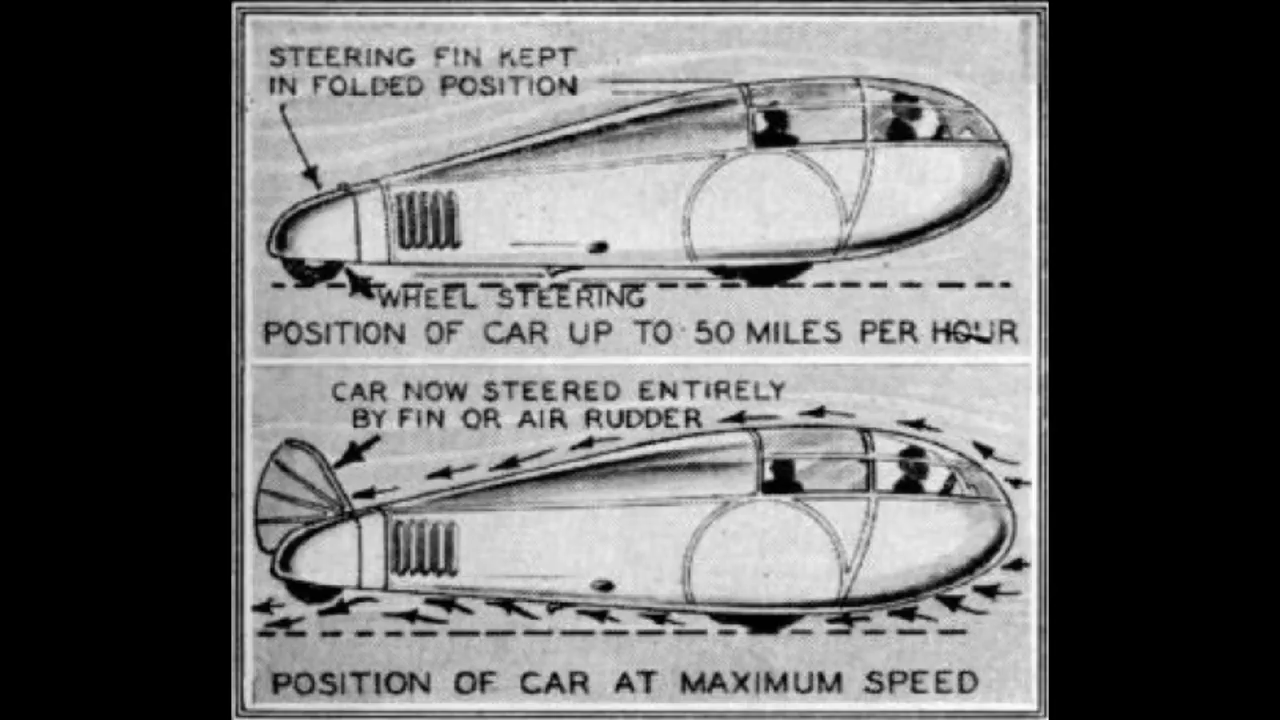 STEERING FIN KEPT
IN FOLDED POSITION
WHEEL STEERING
POSITION OF CAR UP TO 50 MILES PER HOUR
CAR NOW STEERED ENTIRELY
BY FIN OR AIR RUDDER
POSITION OF CAR AT MAXIMUM SPEED